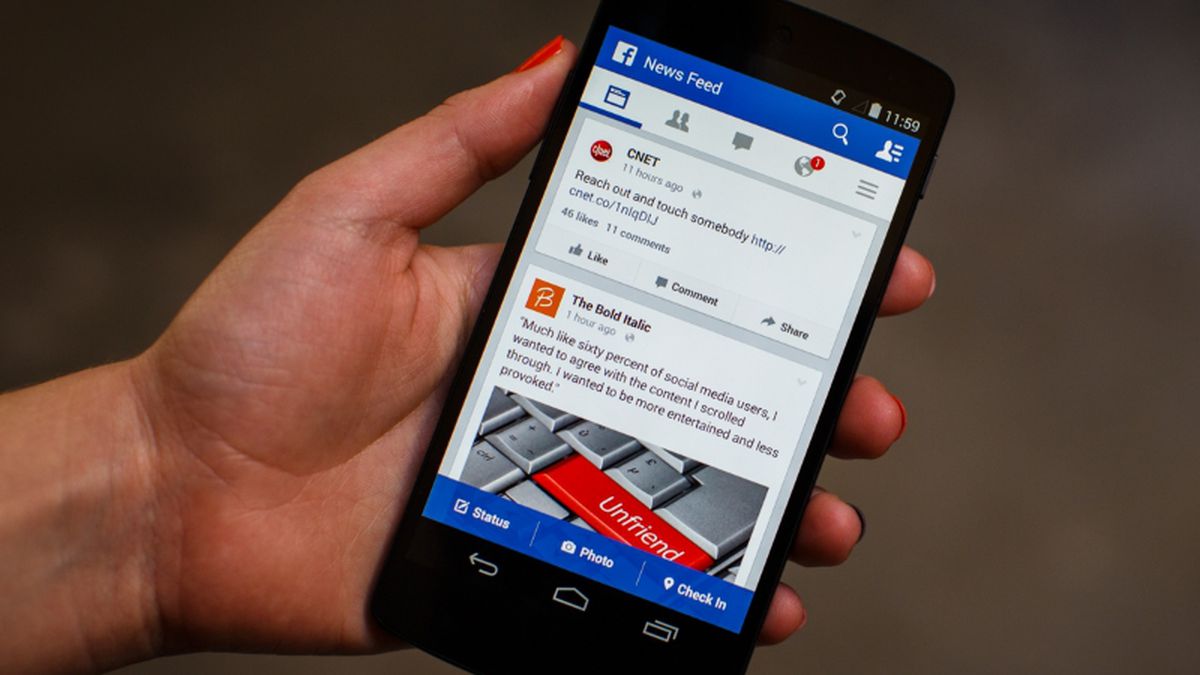 f News Feed
11:59
1
cnet
CNET
11 hours ago
Reach out and touch somebody http://
cnet.co/1nlqDIJ
46 likes 11 comments
Like Comment Share
B
The Bold Italic
1 hour ago
"Much like sixty percent of social media users, I
wanted to agree with the content I scrolled
through. I wanted to be more entertained and less
provoked."
ctrl
+
=
µ
Unfriend
Status Photo Check In